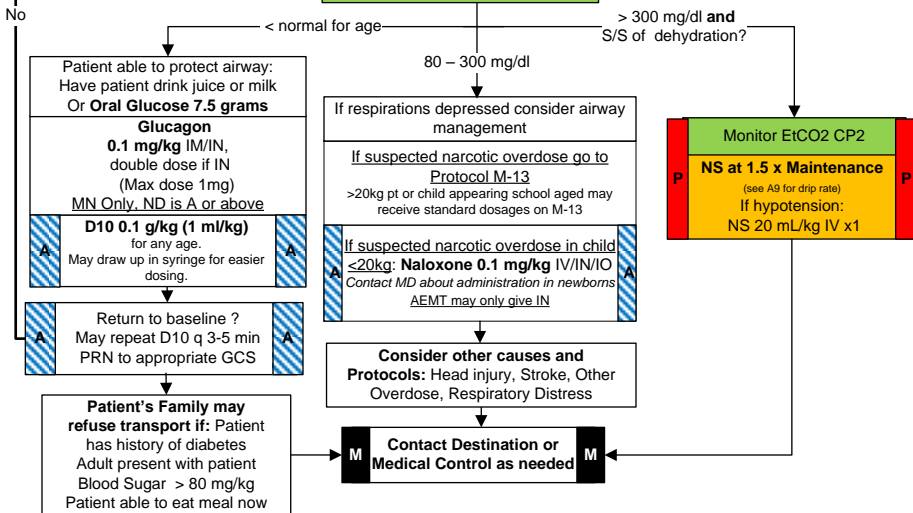 No
< normal for age
> 300 mg/dl and
S/S of dehydration?
80 – 300 mg/dl
Patient able to protect airway:
Have patient drink juice or milk
Or Oral Glucose 7.5 grams
Glucagon
0.1 mg/kg IM/IN,
double dose if IN
(Max dose 1mg)
MN Only, ND is A or above
A
D10 0.1 g/kg (1 ml/kg)
for any age.
May draw up in syringe for easier
dosing.
A
A
Return to baseline ?
May repeat D10 q 3-5 min
PRN to appropriate GCS
A
Patient's Family may
refuse transport if: Patient
has history of diabetes
Adult present with patient
Blood Sugar > 80 mg/kg
Patient able to eat meal now
If respirations depressed consider airway
management
If suspected narcotic overdose go to
Protocol M-13
>20kg pt or child appearing school aged may
receive standard dosages on M-13
A
If suspected narcotic overdose in child
<20kg: Naloxone 0.1 mg/kg IV/IN/IO
Contact MD about administration in newborns
AEMT may only give IN
A
Consider other causes and
Protocols: Head injury, Stroke, Other
Overdose, Respiratory Distress
M
Contact Destination or
Medical Control as needed
M
P
Monitor EtCO2 CP2
NS at 1.5 x Maintenance
(see A9 for drip rate)
If hypotension:
NS 20 mL/kg IV x1
P